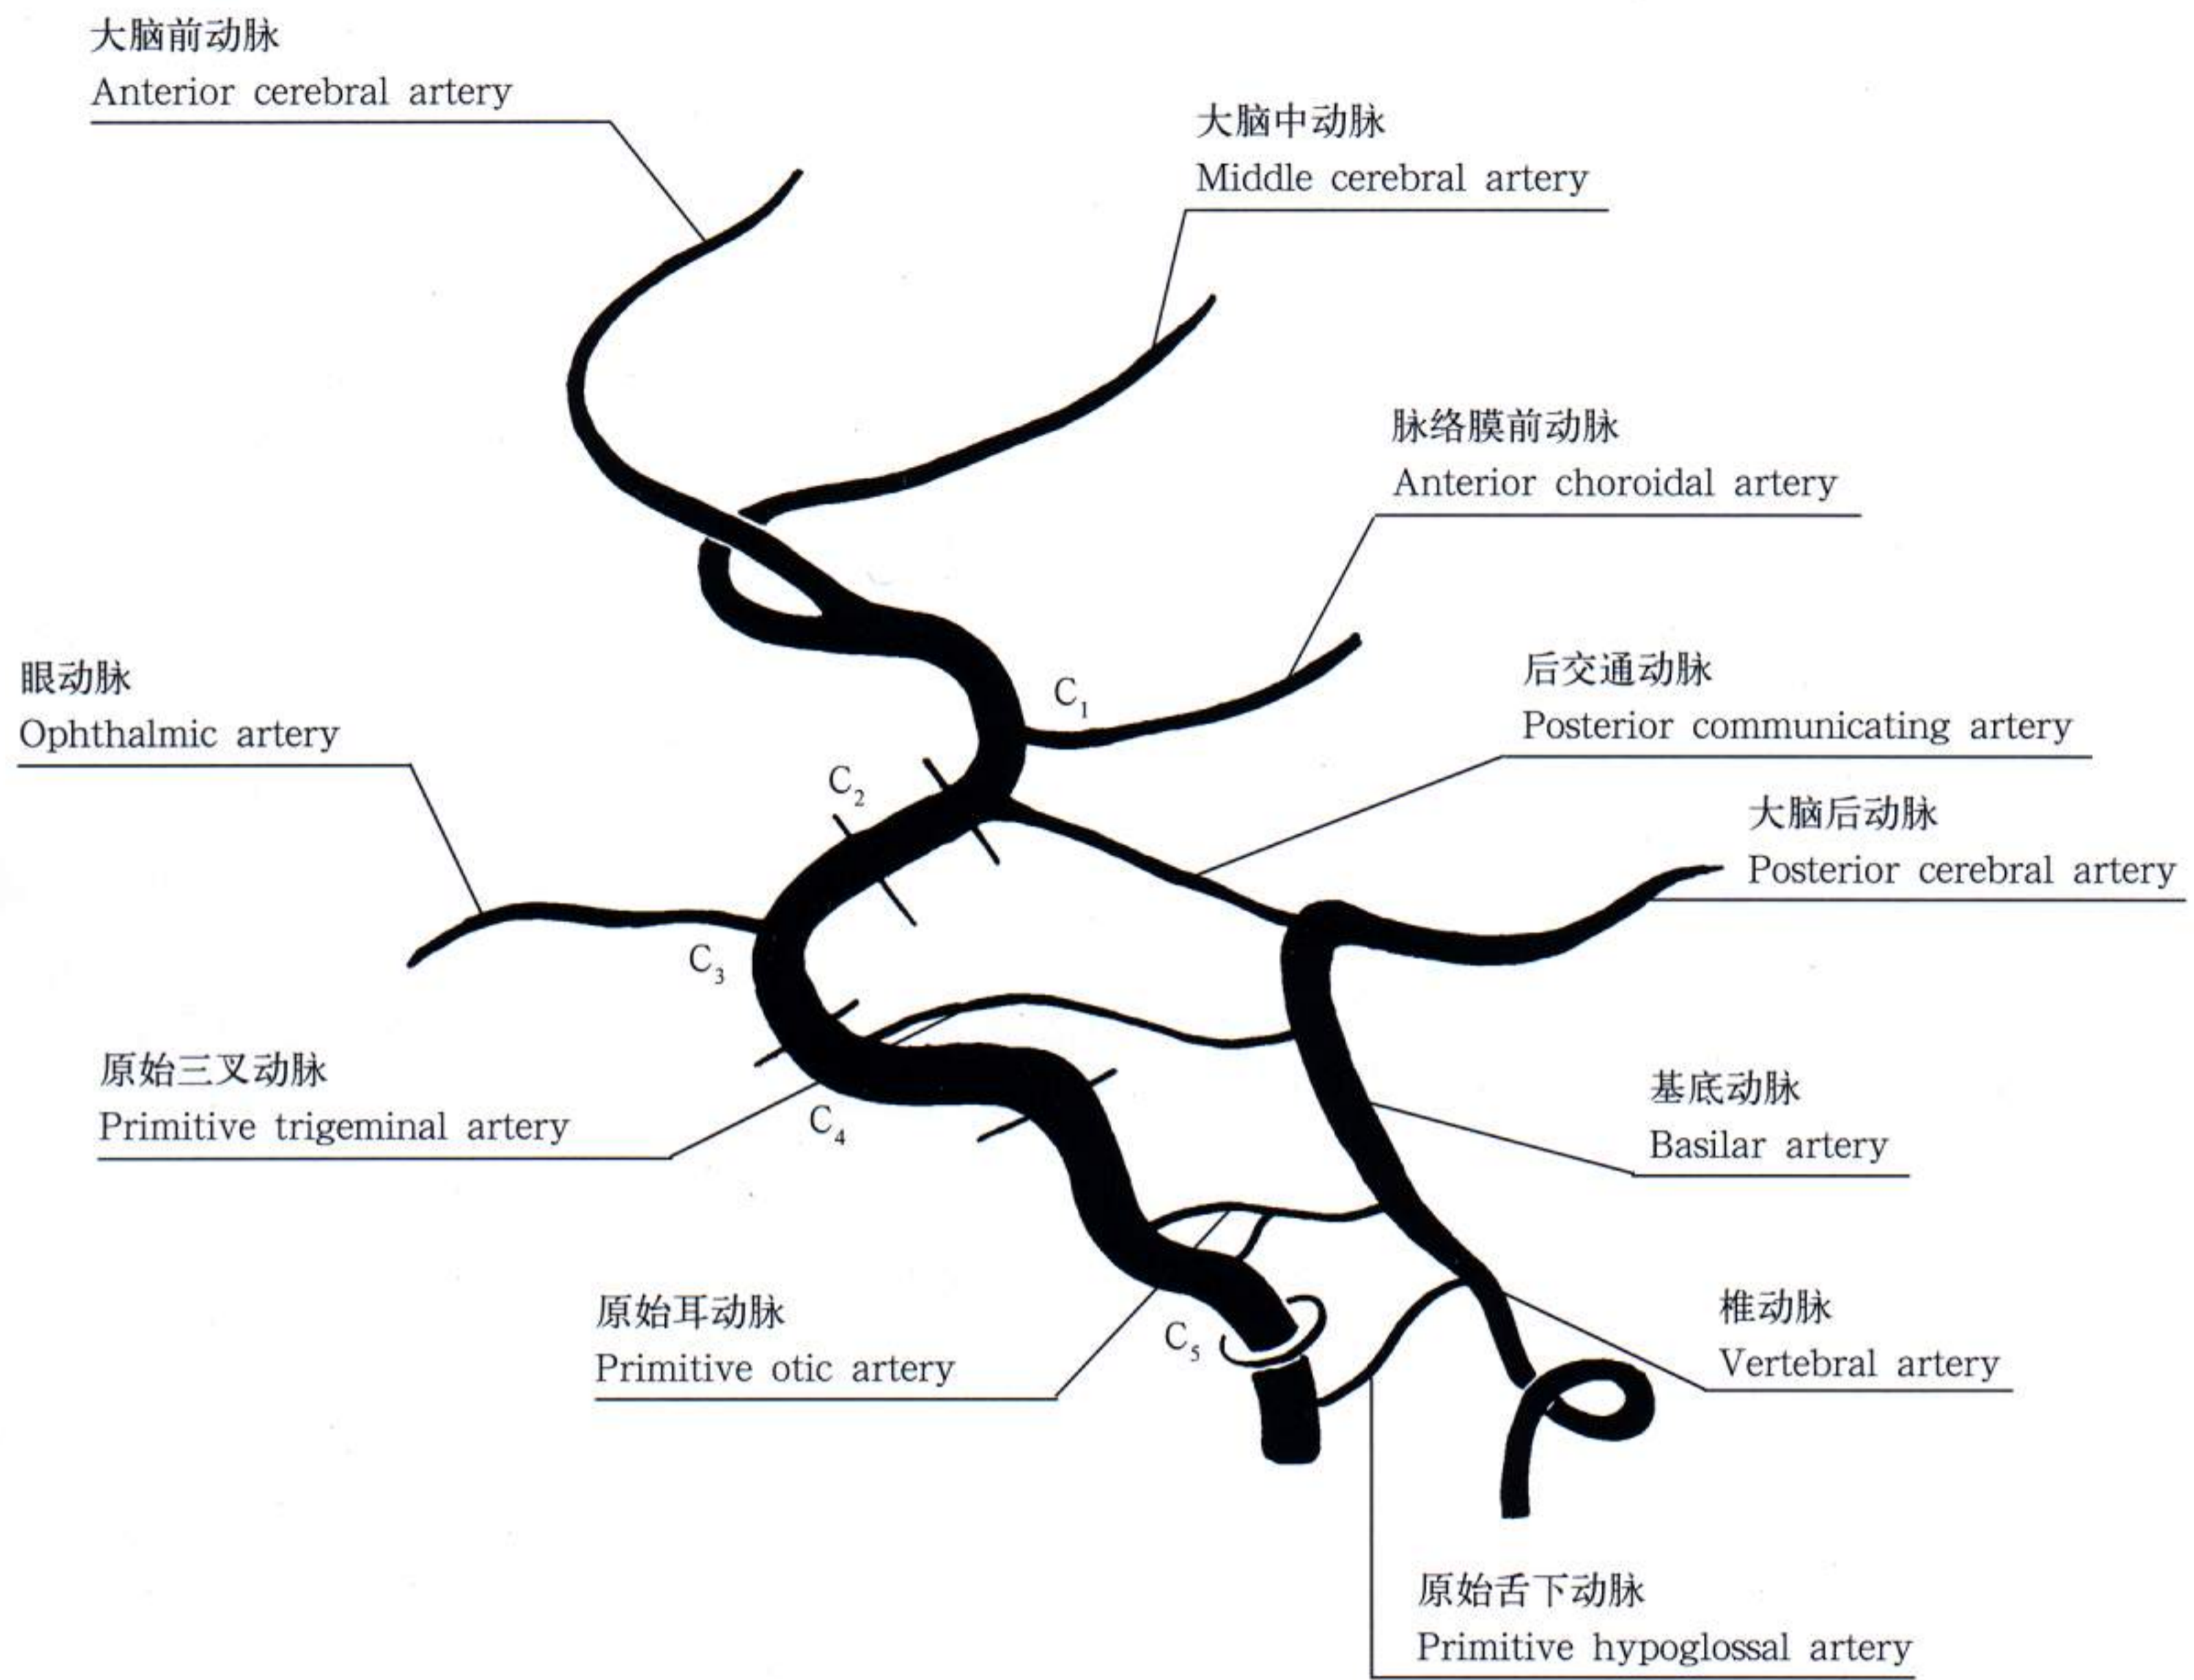 大脑前动脉
Anterior cerebral artery
大脑中动脉
Middle cerebral artery
脉络膜前动脉
Anterior choroidal artery
眼动脉
Ophthalmic artery
C1
后交通动脉
Posterior communicating artery
C2
大脑后动脉
Posterior cerebral artery
C3
原始三叉动脉
Primitive trigeminal artery
C4
基底动脉
Basilar artery
原始耳动脉
Primitive otic artery
C5
椎动脉
Vertebral artery
原始舌下动脉
Primitive hypoglossal artery